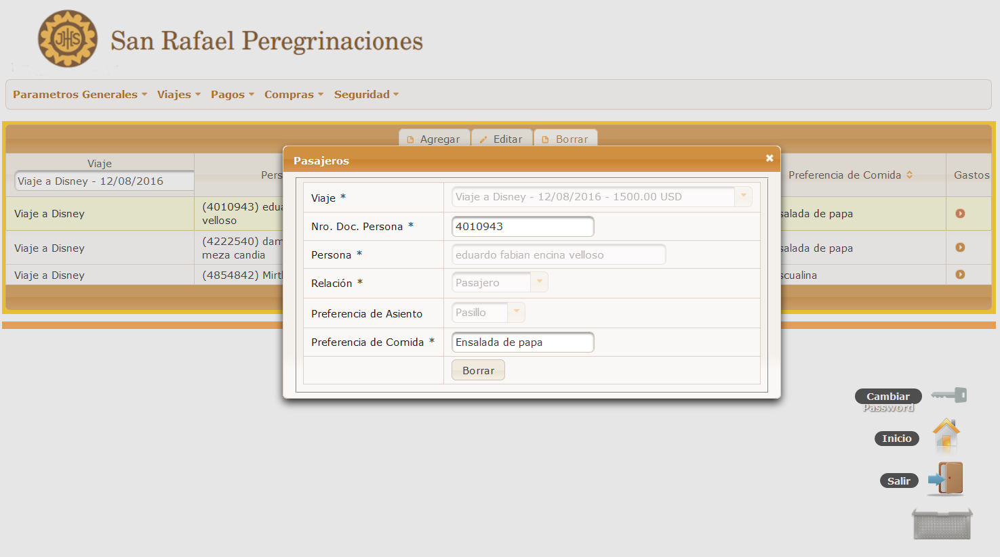 JHS
San Rafael Peregrinaciones
Parametros Generales Viajes Pagos Compras Seguridad
Agregar Editar Borrar
Viaje
Viaje a Disney - 12/08/2016
Pers
Preferencia de Comida
Gastos
Viaje a Disney
(4010943) edu
velloso
salada de papa
Viaje a Disney
(4222540) dam
meza candia
salada de papa
Viaje a Disney
(4854842) Mirt
scualina
Pasajeros
Viaje *
Viaje a Disney - 12/08/2016 - 1500.00 USD
Nro. Doc. Persona *
4010943
Persona *
eduardo fabian encina velloso
Relación *
Pasajero
Preferencia de Asiento
Pasillo
Preferencia de Comida *
Ensalada de papa
Borrar
Cambiar
Password
Inicio
Salir